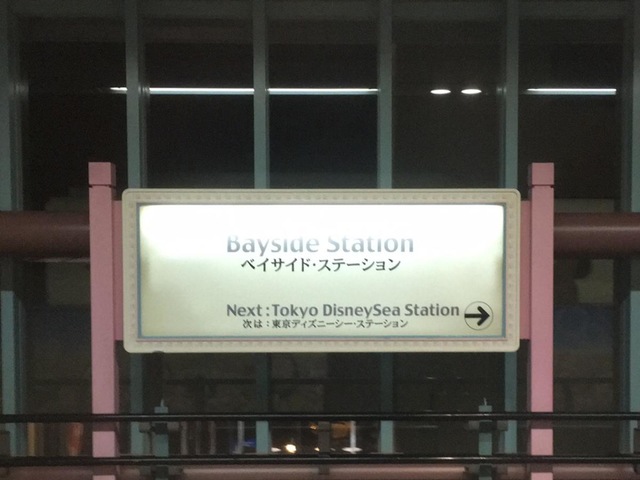 Bayside Station
ベイサイド・ステーション
Next : Tokyo DisneySea Station
次は : 東京ディズニーシー・ステーション